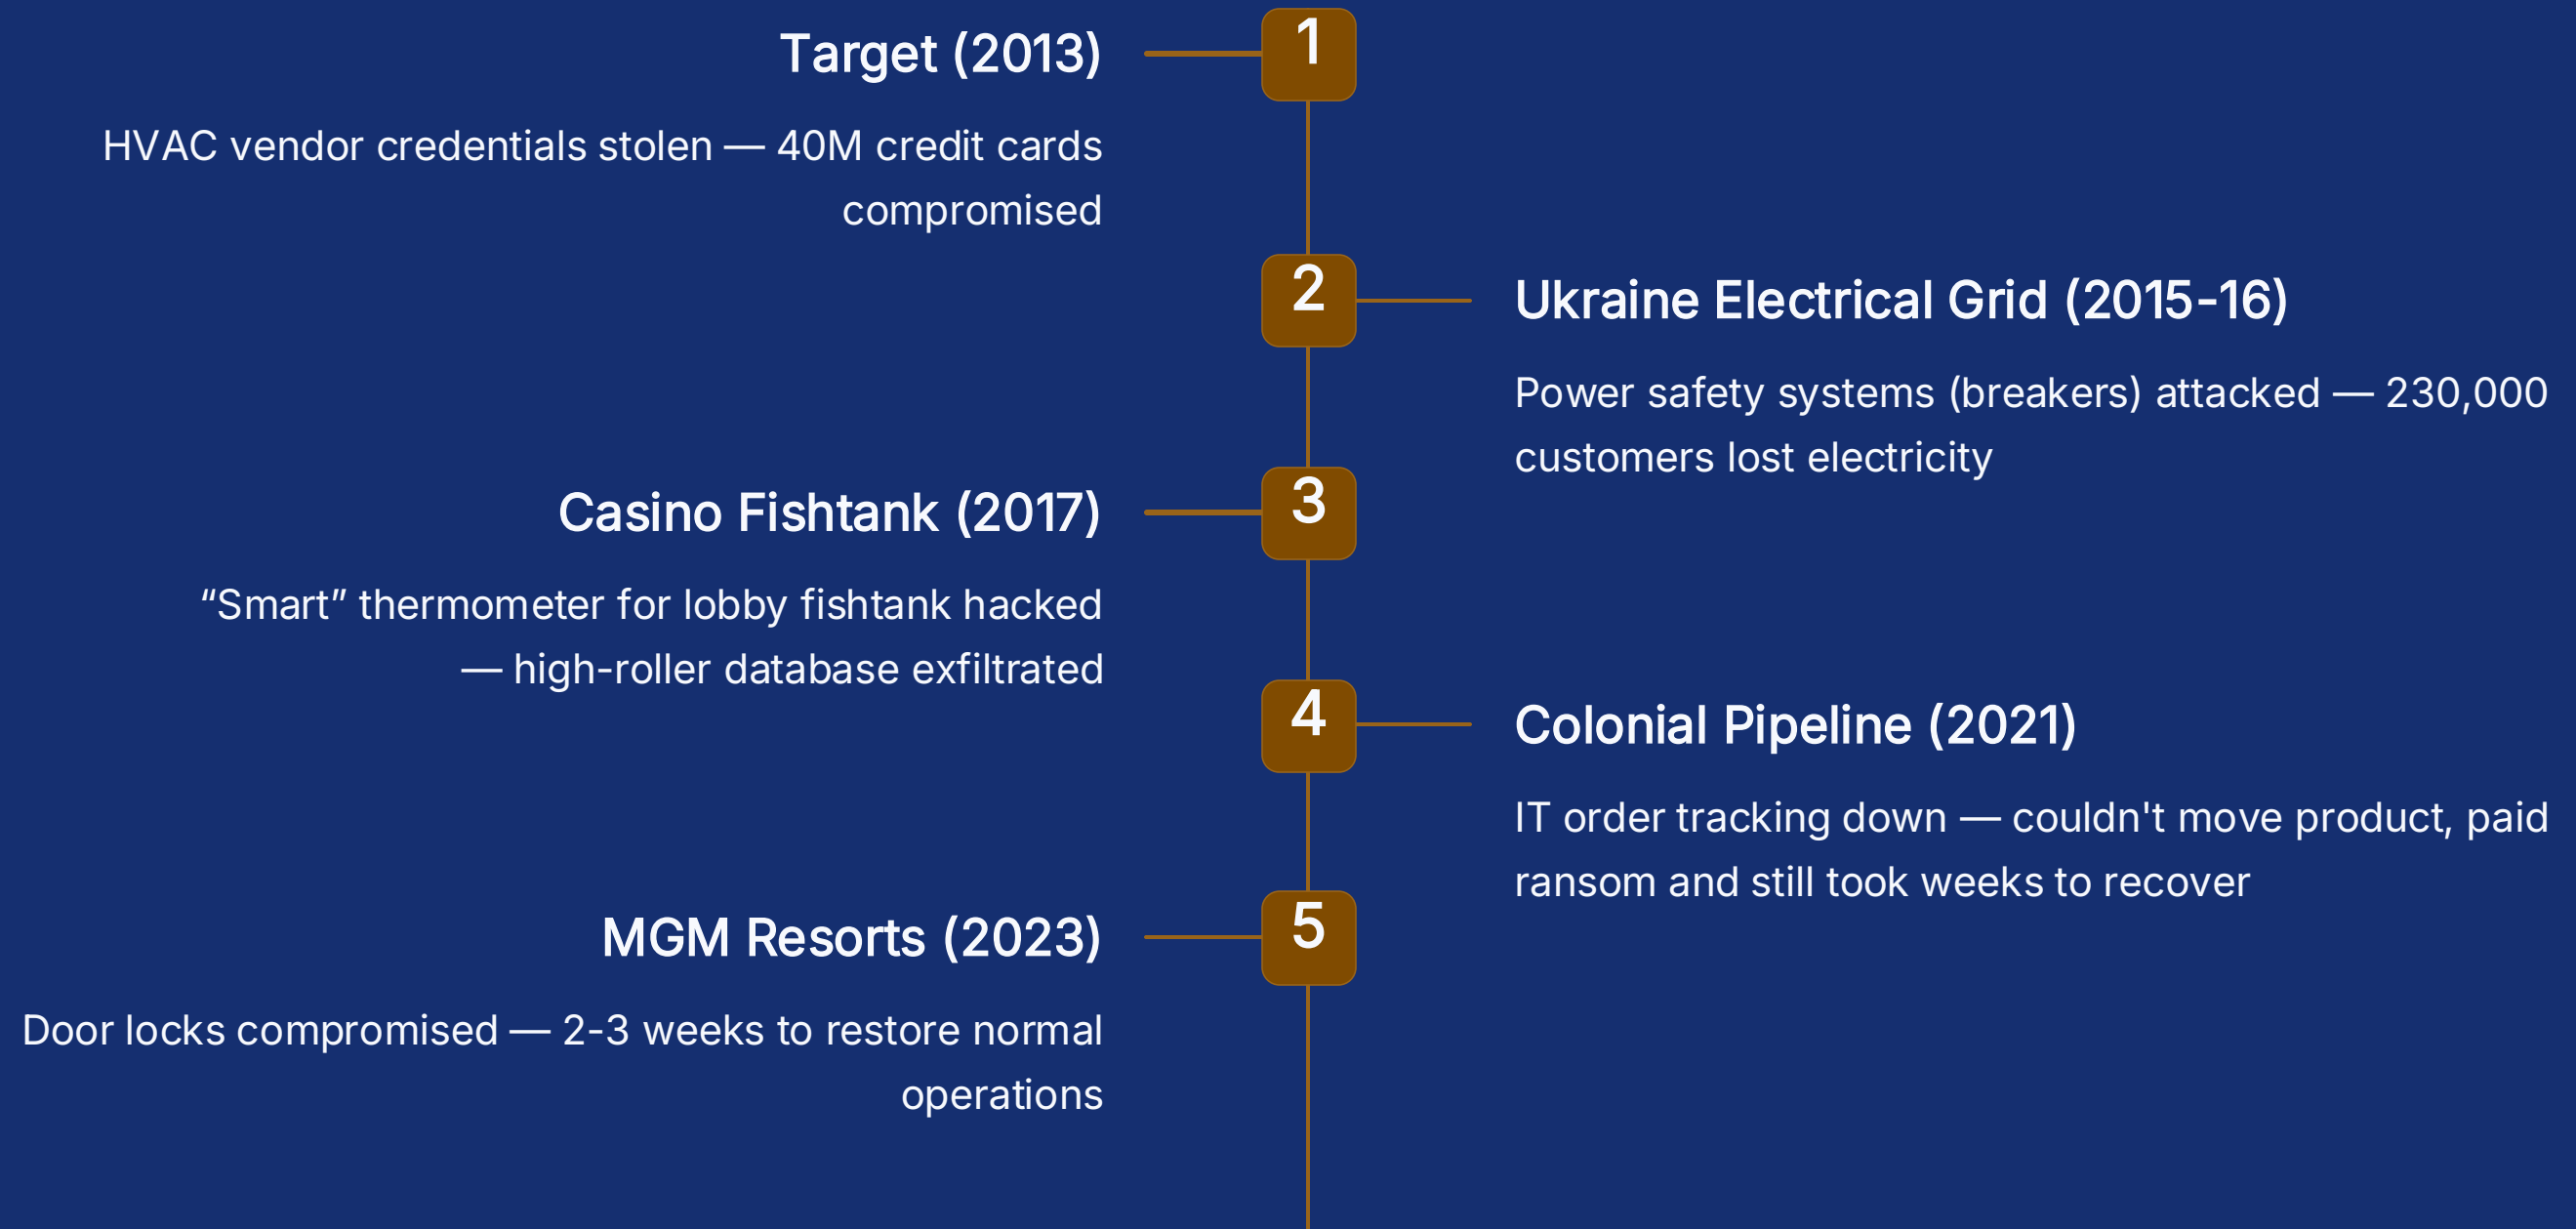 1
Target (2013)
HVAC vendor credentials stolen — 40M credit cards
compromised
2
Ukraine Electrical Grid (2015-16)
Power safety systems (breakers) attacked — 230,000
customers lost electricity
3
Casino Fishtank (2017)
“Smart” thermometer for lobby fishtank hacked
— high-roller database exfiltrated
4
Colonial Pipeline (2021)
IT order tracking down — couldn't move product, paid
ransom and still took weeks to recover
5
MGM Resorts (2023)
Door locks compromised — 2-3 weeks to restore normal
operations